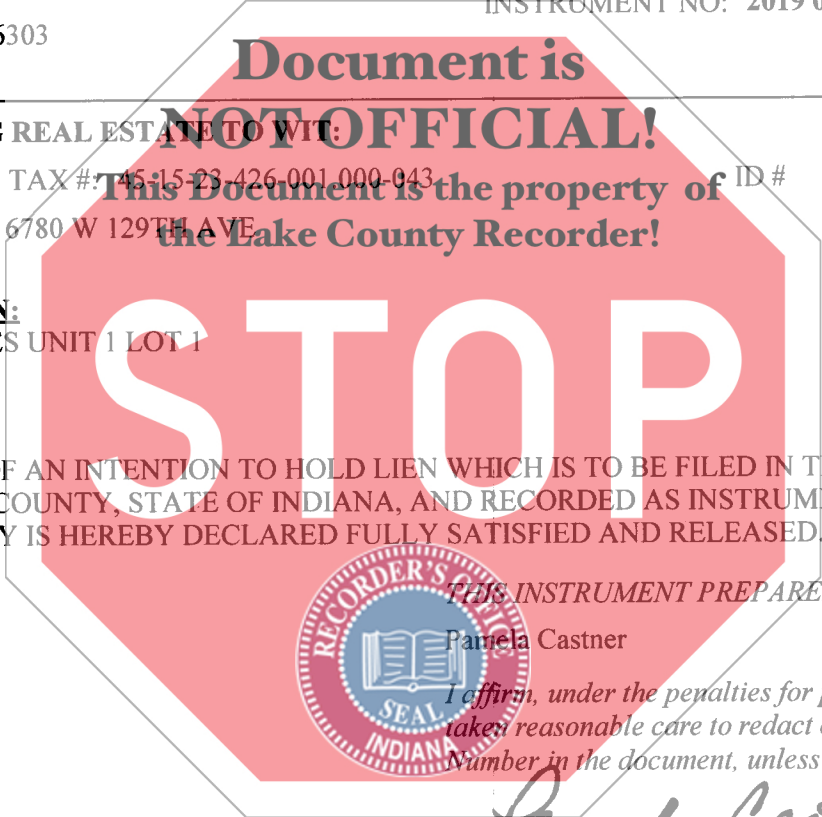 INSTRUMENT NO: 2019 0
6303
Document is
NOT OFFICIAL!
REAL ESTATE TO WIT:
TAX #: 45-15-23-426-001.000-043
This Document is the property of
ID #
6780 W 129TH AVE
the Lake County Recorder!
N:
ES UNIT 1 LOT 1
STOP
F AN INTENTION TO HOLD LIEN WHICH IS TO BE FILED IN T
COUNTY, STATE OF INDIANA, AND RECORDED AS INSTRUM
Y IS HEREBY DECLARED FULLY SATISFIED AND RELEASED.
THIS INSTRUMENT PREPARE
Pamela Castner
I affirm, under the penalties for p
taken reasonable care to redact
Number in the document, unless
RECORDER'S OFFICE
SEAL
INDIANA